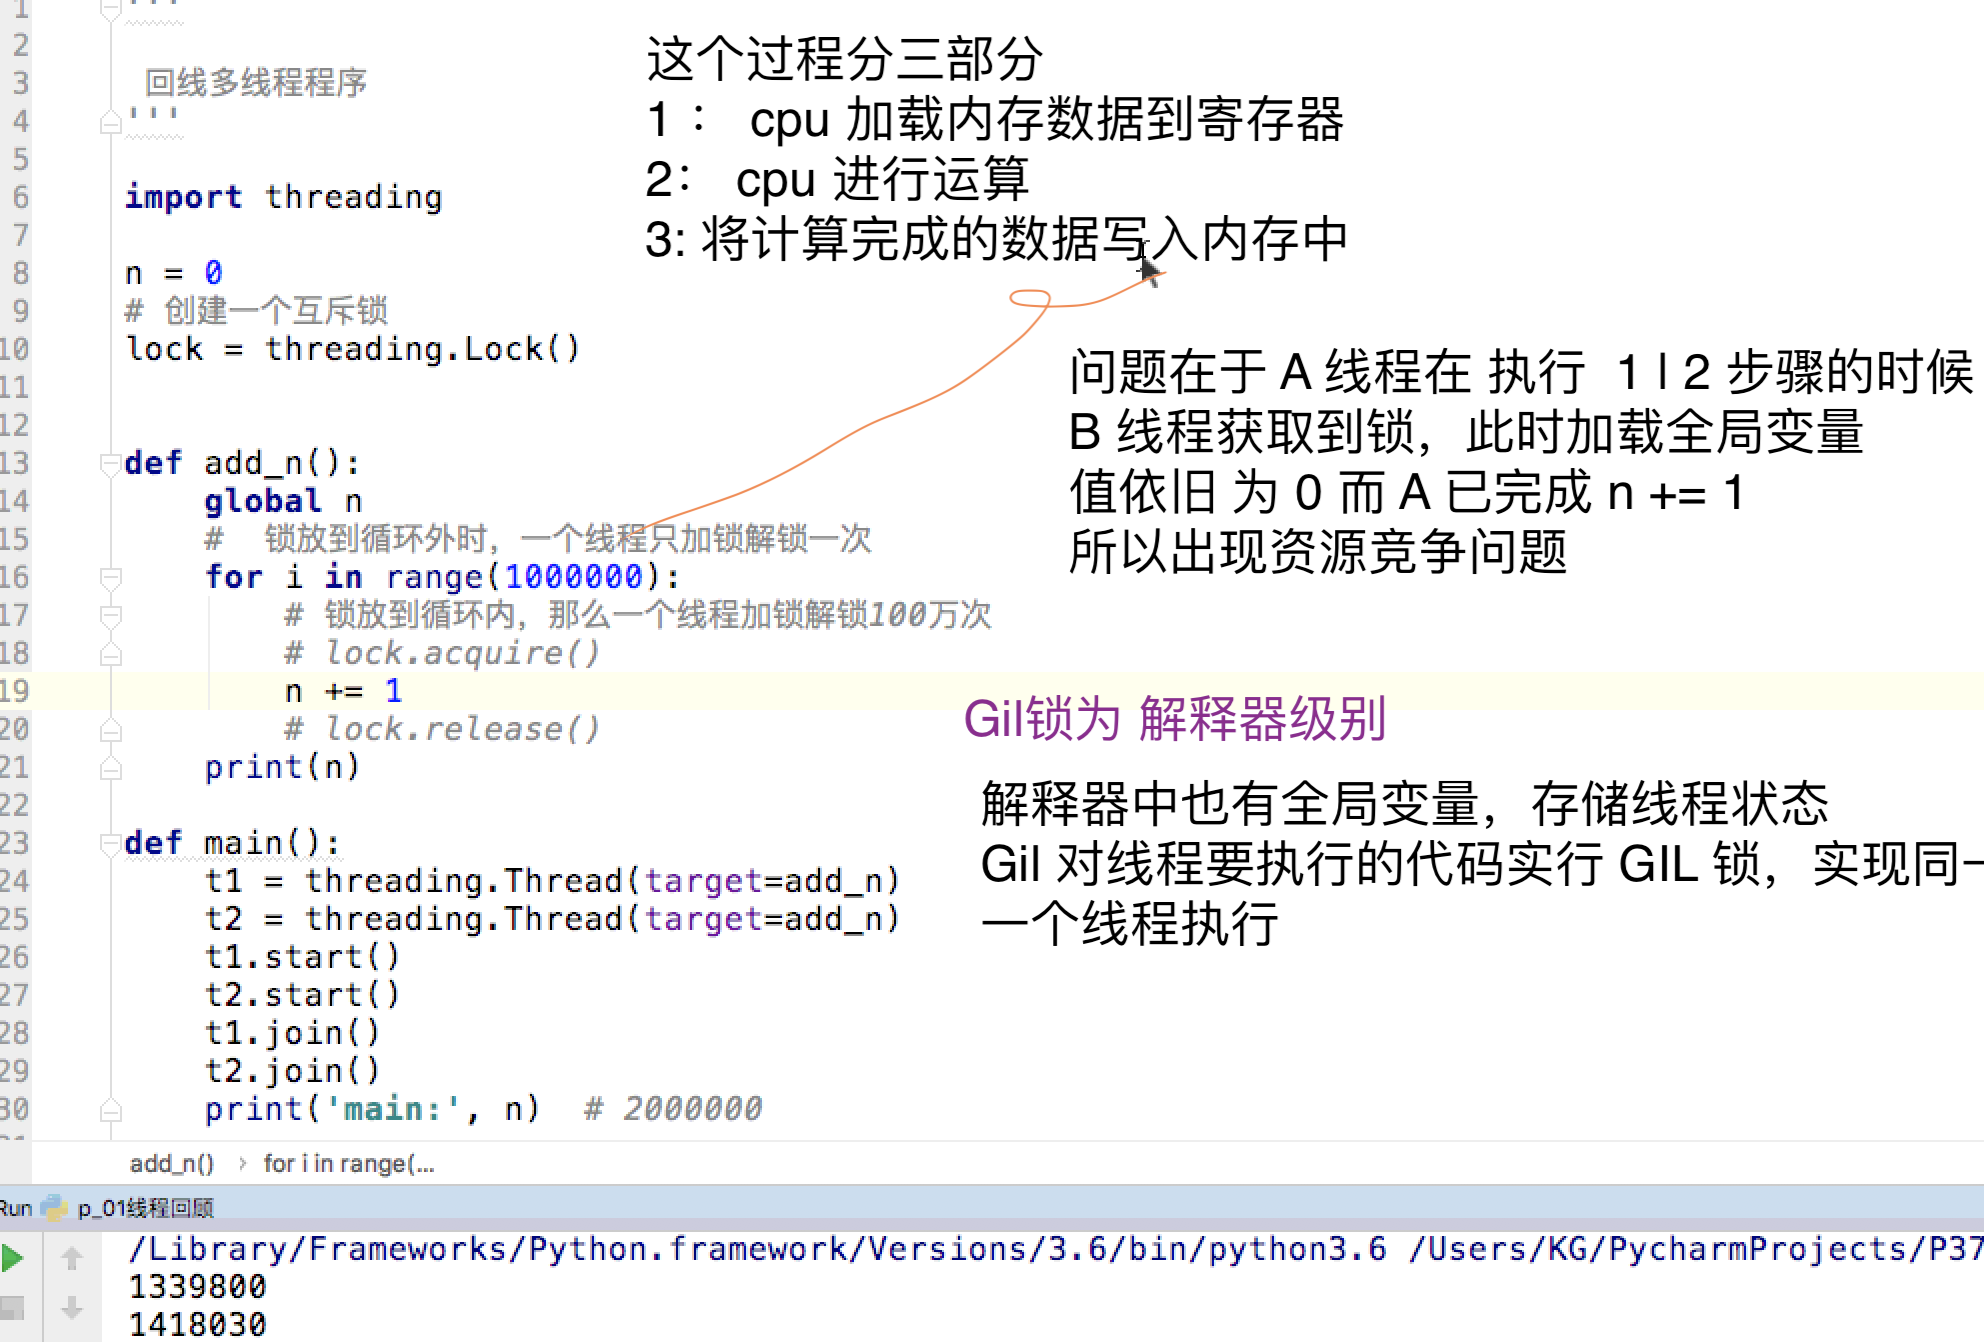 1 '''
2
3 回线多线程程序
4 '''
5
6 import threading
7
8 n = 0
9 # 创建一个互斥锁
10 lock = threading.Lock()
11
12
13 def add_n():
14 global n
15 #  锁放到循环外时，一个线程只加锁解锁一次
16 for i in range(1000000):
17 # 锁放到循环内，那么一个线程加锁解锁100万次
18 # lock.acquire()
19 n += 1
20 # lock.release()
21 print(n)
22
23 def main():
24 t1 = threading.Thread(target=add_n)
25 t2 = threading.Thread(target=add_n)
26 t1.start()
27 t2.start()
28 t1.join()
29 t2.join()
30 print('main:', n)  # 2000000
这个过程分三部分
1 ： cpu 加载内存数据到寄存器
2： cpu 进行运算
3: 将计算完成的数据写入内存中
问题在于 A 线程在 执行 1 | 2 步骤的时候
B 线程获取到锁，此时加载全局变量
值依旧 为 0 而 A 已完成 n += 1
所以出现资源竞争问题
Gil锁为 解释器级别
解释器中也有全局变量，存储线程状态
Gil 对线程要执行的代码实行 GIL 锁，实现同一
一个线程执行
add_n() › for i in range(...
Run p_01线程回顾
/Library/Frameworks/Python.framework/Versions/3.6/bin/python3.6 /Users/KG/PycharmProjects/P37
1339800
1418030